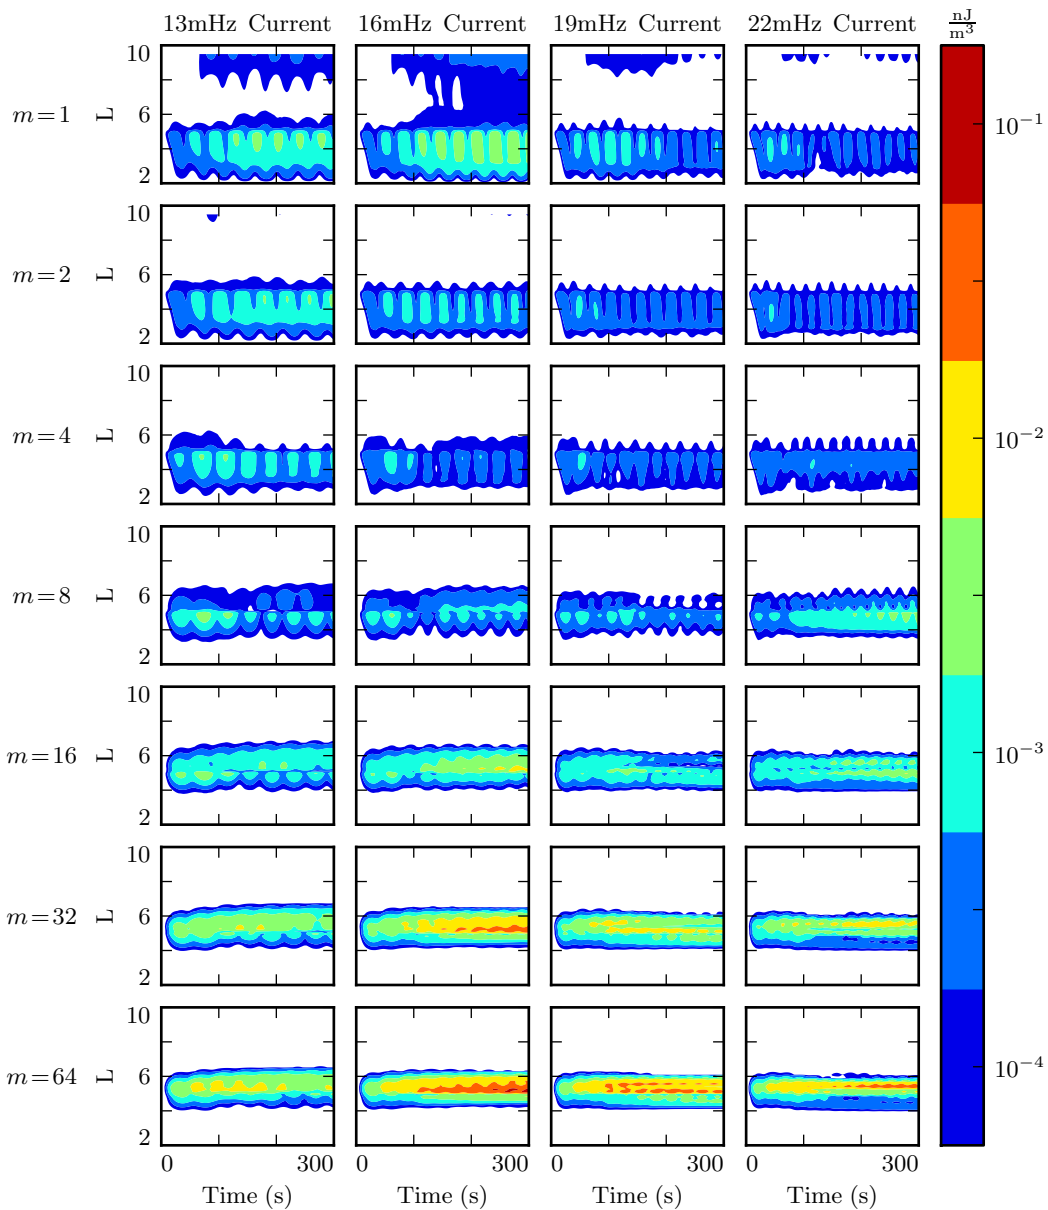 13mHz Current 16mHz Current 19mHz Current 22mHz Current nJ/m³
10
m=1 L 6
2
10
m=2 L 6
2
10
m=4 L 6
2
10
m=8 L 6
2
10
m=16 L 6
2
10
m=32 L 6
2
10
m=64 L 6
2
0 300 0 300 0 300 0 300
Time (s) Time (s) Time (s) Time (s)
10⁻¹
10⁻²
10⁻³
10⁻⁴